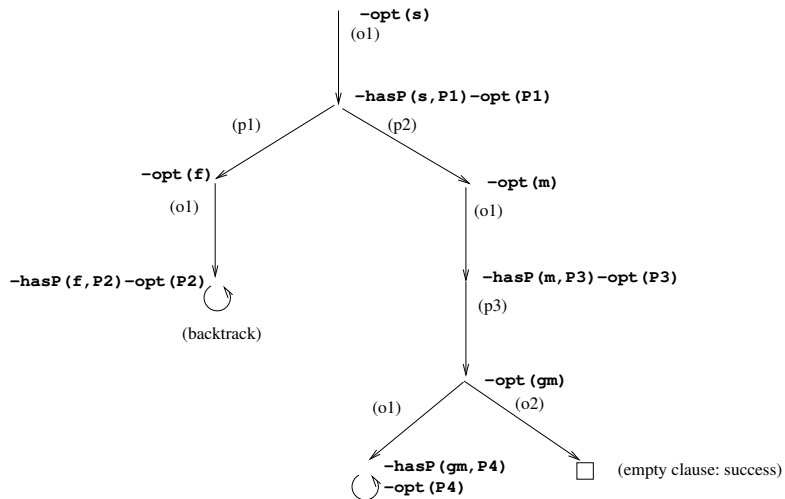 -opt(s)
(o1)
-hasP(s,P1)-opt(P1)
(p1)
(p2)
-opt(f)
-opt(m)
(o1)
(o1)
-hasP(f,P2)-opt(P2)
-hasP(m,P3)-opt(P3)
(p3)
(backtrack)
-opt(gm)
(o1)
(o2)
-hasP(gm,P4)
-opt(P4)
(empty clause: success)